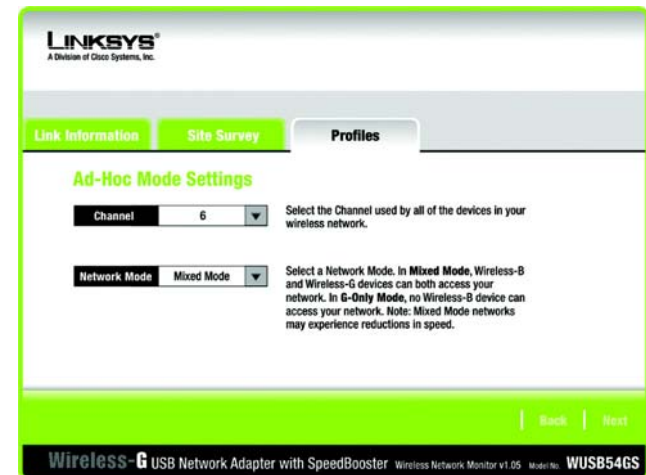 LINKSYS®
A Division of Cisco Systems, Inc.
Link Information
Site Survey
Profiles
Ad-Hoc Mode Settings
Channel
6
Select the Channel used by all of the devices in your
wireless network.
Network Mode
Mixed Mode
Select a Network Mode. In Mixed Mode, Wireless-B
and Wireless-G devices can both access your
network. In G-Only Mode, no Wireless-B device can
access your network. Note: Mixed Mode networks
may experience reductions in speed.
Back
Next
Wireless-G USB Network Adapter with SpeedBooster Wireless Network Monitor v1.05 Model No. WUSB54GS